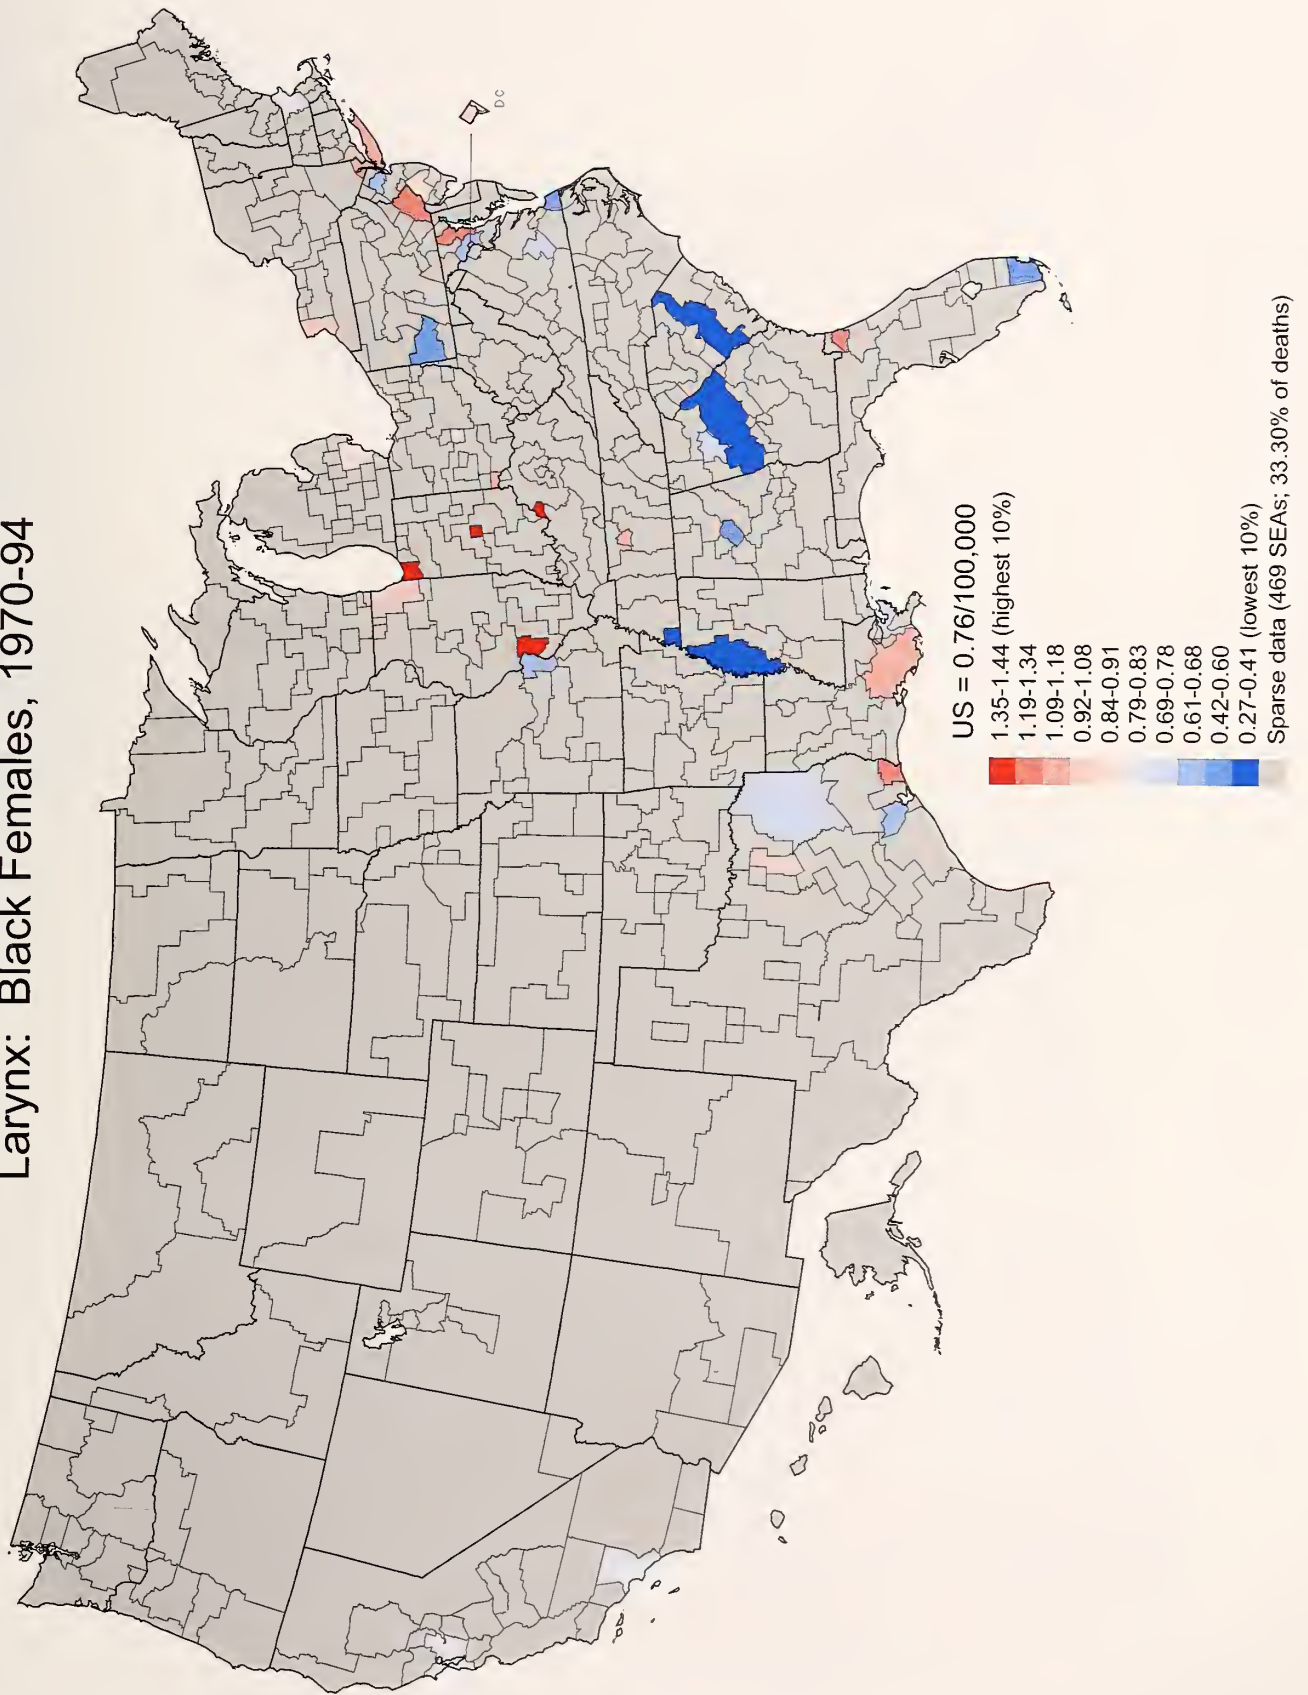 Larynx: Black Females, 1970-94
DC
US = 0.76/100,000
1.35-1.44 (highest 10%)
1.19-1.34
1.09-1.18
0.92-1.08
0.84-0.91
0.79-0.83
0.69-0.78
0.61-0.68
0.42-0.60
0.27-0.41 (lowest 10%)
Sparse data (469 SEAs; 33.30% of deaths)